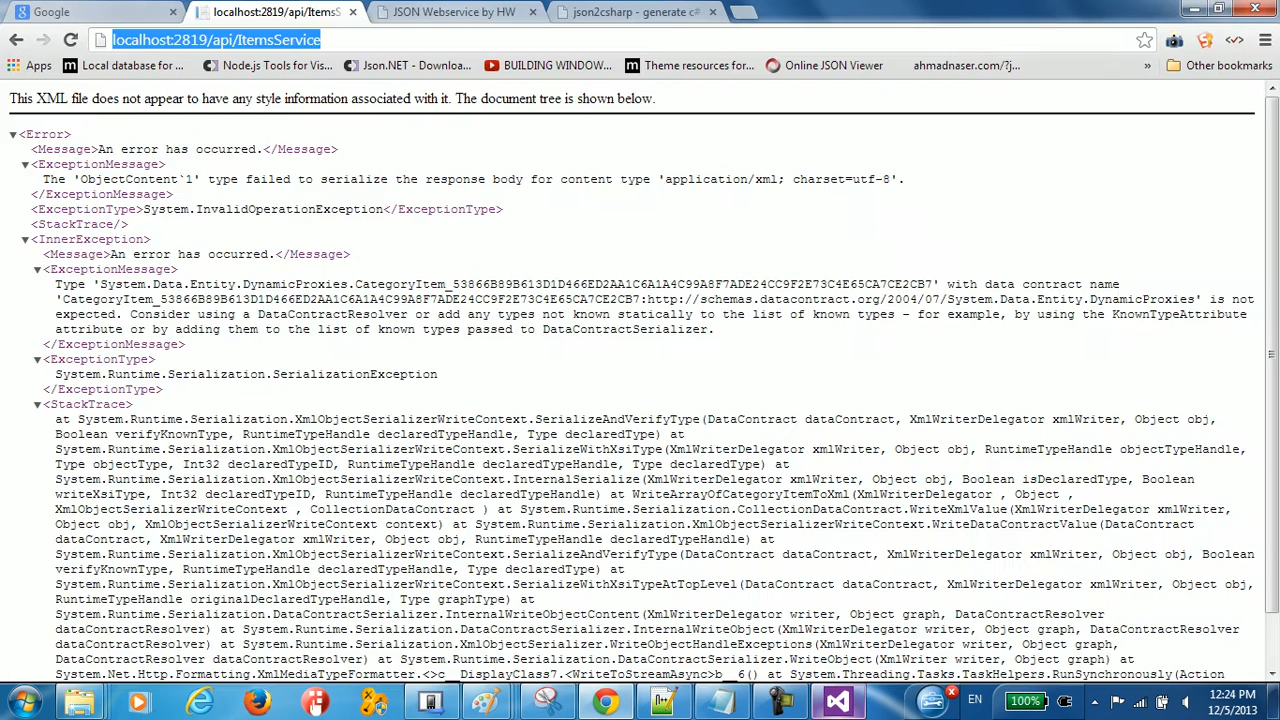 Google
localhost:2819/api/ItemsS
JSON Webservice by HW
json2csharp - generate c#
localhost:2819/api/ItemsService
Apps
Local database for ...
Node.js Tools for Vis...
Json.NET - Downloa...
BUILDING WINDOW...
Theme resources for...
Online JSON Viewer
ahmadnaser.com/?j...
»
Other bookmarks
This XML file does not appear to have any style information associated with it. The document tree is shown below.
▼<Error>
<Message>An error has occurred.</Message>
▼<ExceptionMessage>
The 'ObjectContent`1' type failed to serialize the response body for content type 'application/xml; charset=utf-8'.
</ExceptionMessage>
<ExceptionType>System.InvalidOperationException</ExceptionType>
<StackTrace/>
▼<InnerException>
<Message>An error has occurred.</Message>
▼<ExceptionMessage>
Type 'System.Data.Entity.DynamicProxies.CategoryItem_53866B89B613D1D466ED2AA1C6A1A4C99A8F7ADE24CC9F2E73C4E65CA7CE2CB7' with data contract name
'CategoryItem_53866B89B613D1D466ED2AA1C6A1A4C99A8F7ADE24CC9F2E73C4E65CA7CE2CB7:http://schemas.datacontract.org/2004/07/System.Data.Entity.DynamicProxies' is not
expected. Consider using a DataContractResolver or add any types not known statically to the list of known types - for example, by using the KnownTypeAttribute
attribute or by adding them to the list of known types passed to DataContractSerializer.
</ExceptionMessage>
▼<ExceptionType>
System.Runtime.Serialization.SerializationException
</ExceptionType>
▼<StackTrace>
at System.Runtime.Serialization.XmlObjectSerializerWriteContext.SerializeAndVerifyType(DataContract dataContract, XmlWriterDelegator xmlWriter, Object obj,
Boolean verifyKnownType, RuntimeTypeHandle declaredTypeHandle, Type declaredType) at
System.Runtime.Serialization.XmlObjectSerializerWriteContext.SerializeWithXsiType(XmlWriterDelegator xmlWriter, Object obj, RuntimeTypeHandle objectTypeHandle,
Type objectType, Int32 declaredTypeID, RuntimeTypeHandle declaredTypeHandle, Type declaredType) at
System.Runtime.Serialization.XmlObjectSerializerWriteContext.InternalSerialize(XmlWriterDelegator xmlWriter, Object obj, Boolean isDeclaredType, Boolean
writeXsiType, Int32 declaredTypeID, RuntimeTypeHandle declaredTypeHandle) at WriteArrayOfCategoryItemToXml(XmlWriterDelegator , Object ,
XmlObjectSerializerWriteContext , CollectionDataContract ) at System.Runtime.Serialization.CollectionDataContract.WriteXmlValue(XmlWriterDelegator xmlWriter,
Object obj, XmlObjectSerializerWriteContext context) at System.Runtime.Serialization.XmlObjectSerializerWriteContext.WriteDataContractValue(DataContract
dataContract, XmlWriterDelegator xmlWriter, Object obj, RuntimeTypeHandle declaredTypeHandle) at
System.Runtime.Serialization.XmlObjectSerializerWriteContext.SerializeAndVerifyType(DataContract dataContract, XmlWriterDelegator xmlWriter, Object obj, Boolean
verifyKnownType, RuntimeTypeHandle declaredTypeHandle, Type declaredType) at
System.Runtime.Serialization.XmlObjectSerializerWriteContext.SerializeWithXsiTypeAtTopLevel(DataContract dataContract, XmlWriterDelegator xmlWriter, Object obj,
RuntimeTypeHandle originalDeclaredTypeHandle, Type graphType) at
System.Runtime.Serialization.DataContractSerializer.InternalWriteObjectContent(XmlWriterDelegator writer, Object graph, DataContractResolver
dataContractResolver) at System.Runtime.Serialization.DataContractSerializer.InternalWriteObject(XmlWriterDelegator writer, Object graph, DataContractResolver
dataContractResolver) at System.Runtime.Serialization.XmlObjectSerializer.WriteObjectHandleExceptions(XmlWriterDelegator writer, Object graph,
DataContractResolver dataContractResolver) at System.Runtime.Serialization.DataContractSerializer.WriteObject(XmlWriter writer, Object graph) at
System.Net.Http.Formatting.XmlMediaTypeFormatter.<>c__DisplayClass7.<WriteToStreamAsync>b__6() at System.Threading.Tasks.TaskHelpers.RunSynchronously(Action
EN
100%
12:24 PM
12/5/2013